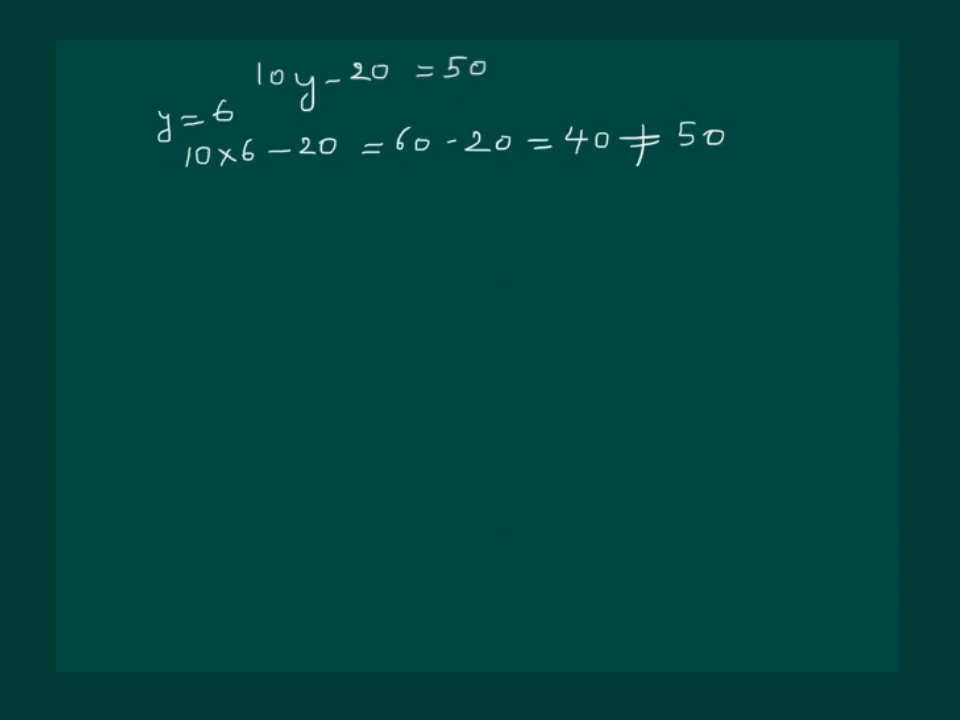 10y - 20 = 50
y = 6
10 × 6 - 20 = 60 - 20 = 40 ≠ 50